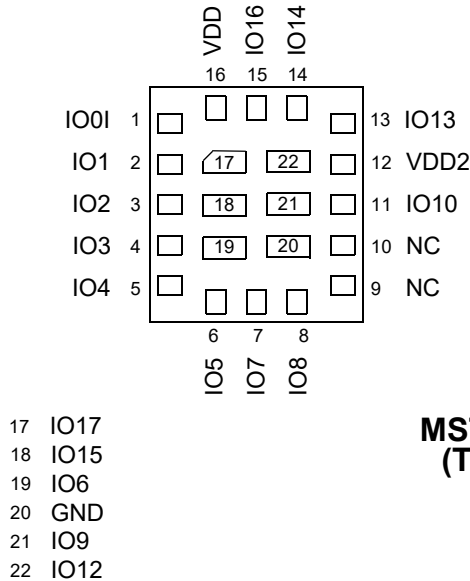 VDD IO16 IO14
16 15 14
IO0I 1 13 IO13
IO1 2 17 22 12 VDD2
IO2 3 18 21 11 IO10
IO3 4 19 20 10 NC
IO4 5 9 NC
6 7 8
IO5 IO7 IO8
17 IO17
18 IO15
19 IO6
20 GND
21 IO9
22 IO12
(T